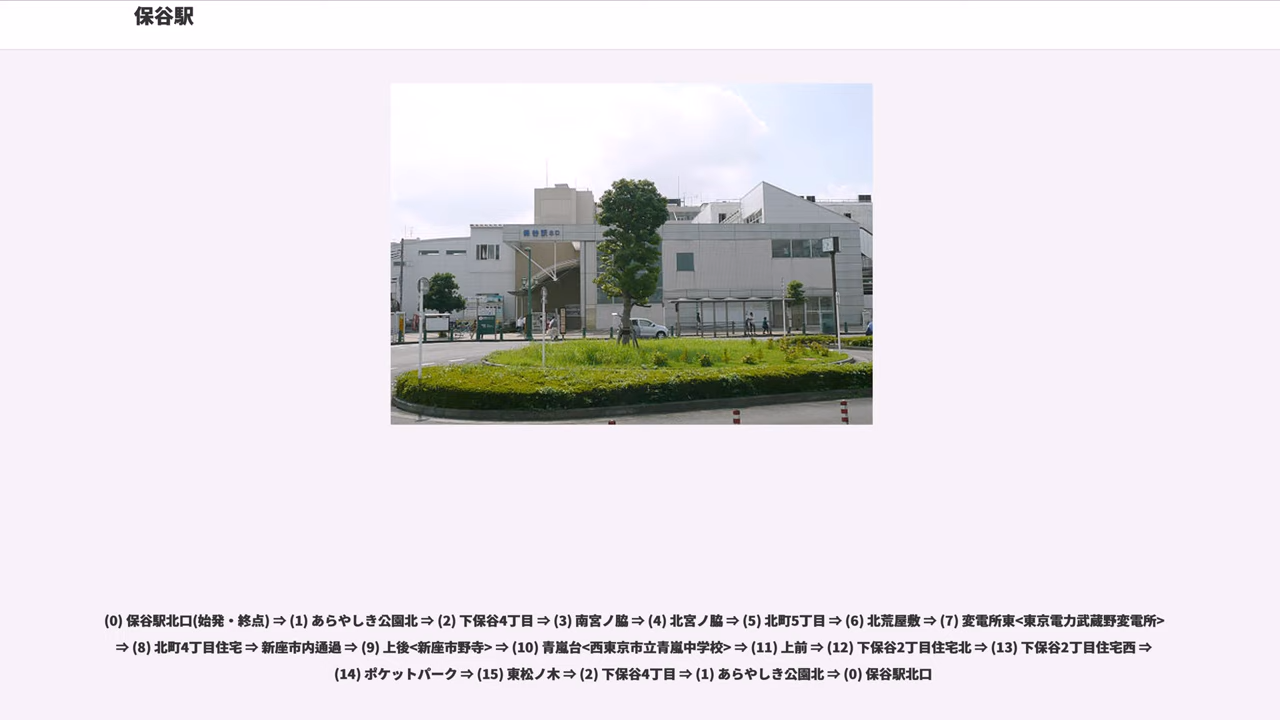 保谷駅
保谷駅
(0) 保谷駅北口(始発・終点) ⇒ (1) あらやしき公園北 ⇒ (2) 下保谷4丁目 ⇒ (3) 南宮ノ脇 ⇒ (4) 北宮ノ脇 ⇒ (5) 北町5丁目 ⇒ (6) 北荒屋敷 ⇒ (7) 変電所東<東京電力武蔵野変電所>
⇒ (8) 北町4丁目住宅 ⇒ 新座市内通過 ⇒ (9) 上後<新座市野寺> ⇒ (10) 青嵐台<西東京市立青嵐中学校> ⇒ (11) 上前 ⇒ (12) 下保谷2丁目住宅北 ⇒ (13) 下保谷2丁目住宅西 ⇒
(14) ポケットパーク ⇒ (15) 東松ノ木 ⇒ (2) 下保谷4丁目 ⇒ (1) あらやしき公園北 ⇒ (0) 保谷駅北口